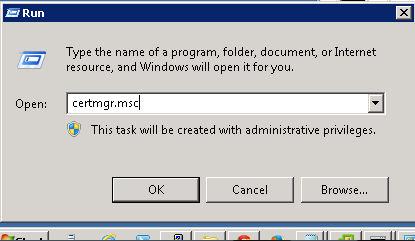 Run
Type the name of a program, folder, document, or Internet
resource, and Windows will open it for you.
Open:
certmgr.msc
This task will be created with administrative privileges.
OK
Cancel
Browse...